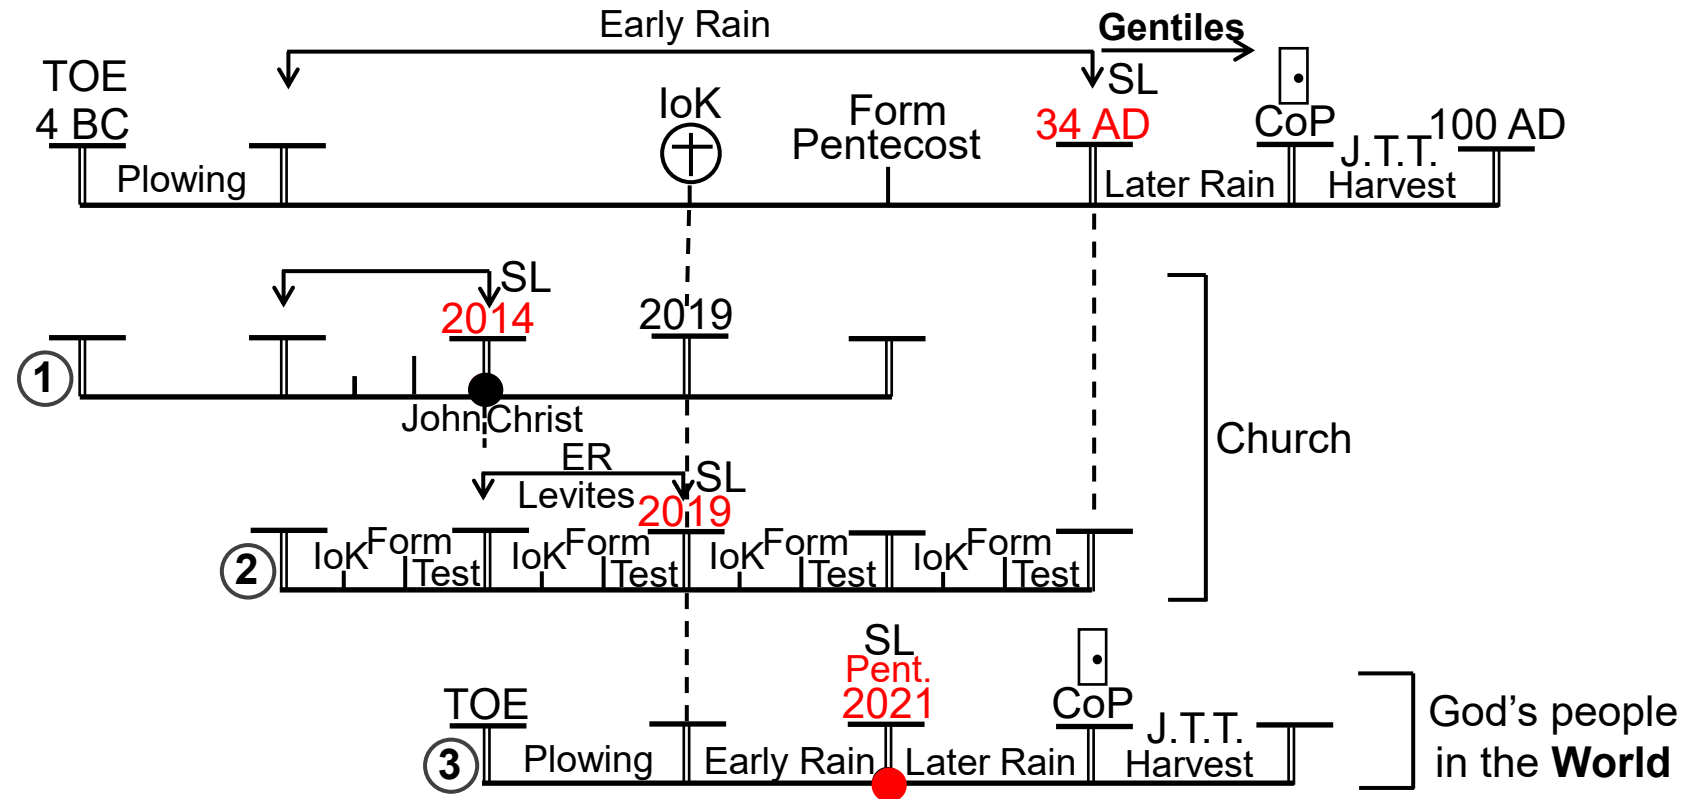 Early Rain
Gentiles
TOE
4 BC
IoK
Form
Pentecost
SL
34 AD
CoP
J.T.T.
100 AD
Plowing
Later Rain
Harvest
SL
2014
2019
1
John
Christ
Church
ER
Levites
SL
2019
2
IoK
Form
Test
IoK
Form
Test
IoK
Form
Test
IoK
Form
Test
SL
Pent.
2021
TOE
CoP
J.T.T.
3
Plowing
Early Rain
Later Rain
Harvest
God's people
in the World